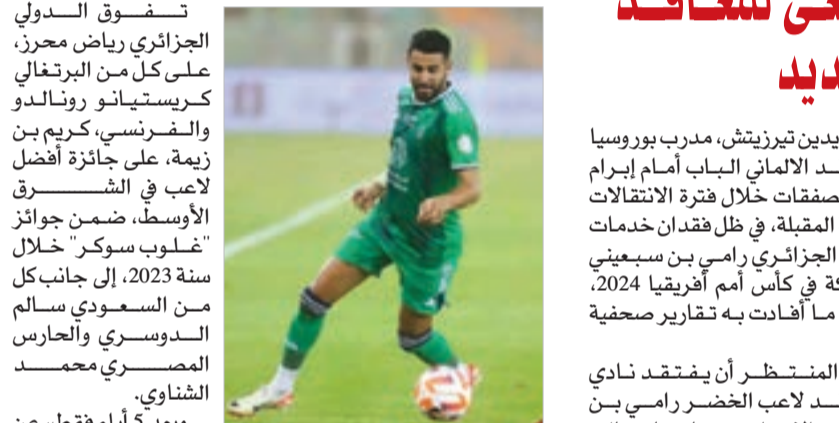 ديد
يدين تيرزيتش، مدرب بوروسيا
ـد الالماني الباب أمام إبرام
صفقات خلال فترة الانتقالات
المقبلة، في ظل فقدان خدمات
الجزائري رامي بن سبعيني
كة في كأس أمم أفريقيا 2024،
ما أفادت به تقارير صحفية
المنتظر أن يفتقد نادي
ـد لاعب الخضر رامي بن
تفوق الدولي
الجزائري رياض محرز،
على كل من البرتغالي
كريستيانو رونالدو
والفرنسي، كريم بن
زيمة، على جائزة أفضل
لاعب في الشرق
الأوسط، ضمن جوائز
"غلوب سوكر" خلال
سنة 2023، إلى جانب كل
من السعودي سالم
الدوسري والحارس
المصري محمد
الشناوي.